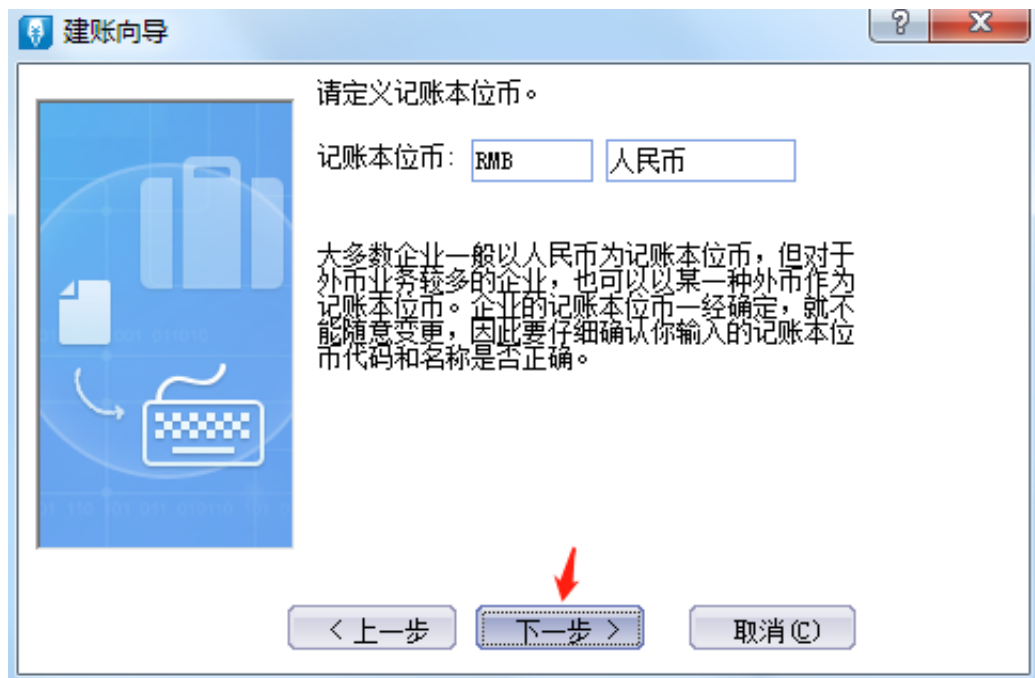 建账向导
请定义记账本位币。
记账本位币: RMB 人民币
大多数企业一般以人民币为记账本位币，但对于
外币业务较多的企业，也可以以某一种外币作为
记账本位币。企业的记账本位币一经确定，就不
能随意变更，因此要仔细确认你输入的记账本位
币代码和名称是否正确。
<上一步 下一步> 取消(C)